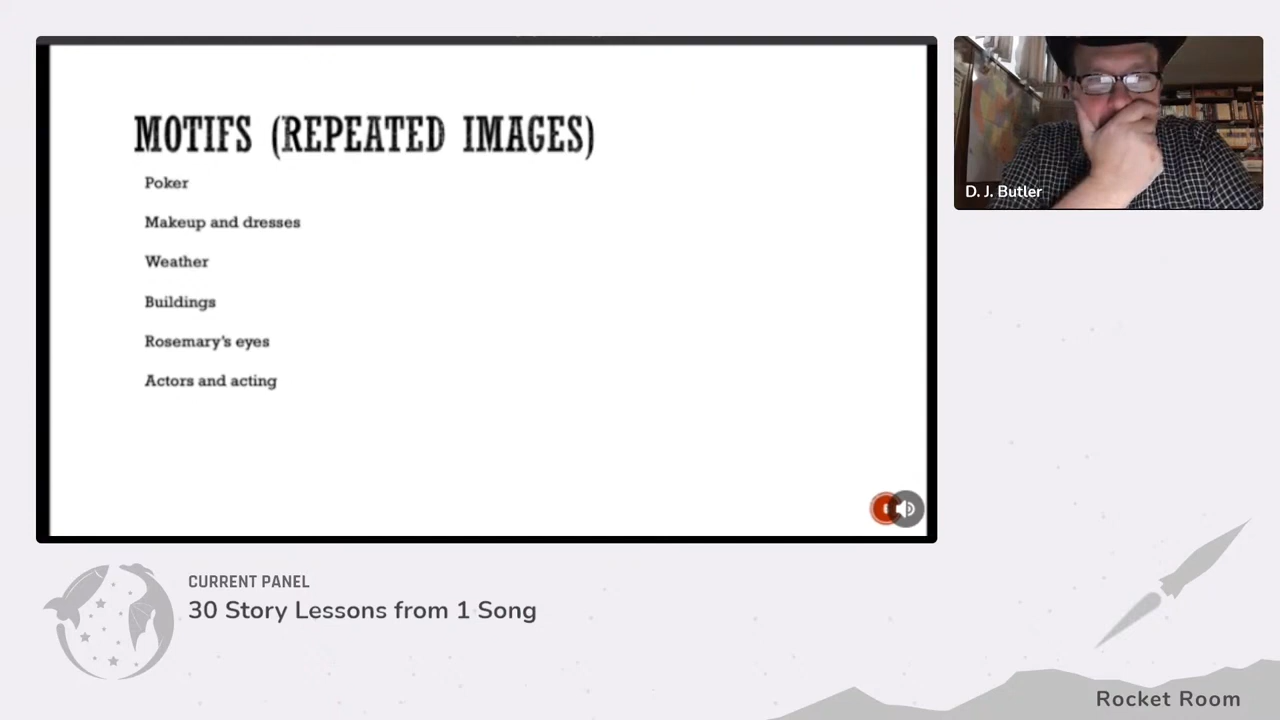 MOTIFS (REPEATED IMAGES)
Poker
Makeup and dresses
Weather
Buildings
Rosemary's eyes
Actors and acting
D. J. Butler
CURRENT PANEL
30 Story Lessons from 1 Song
Rocket Room